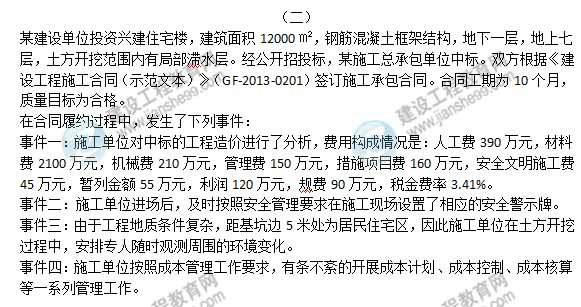 （二）
某建设单位投资兴建住宅楼，建筑面积 12000 ㎡，钢筋混凝土框架结构，地下一层，地上七
层，土方开挖范围内有局部滞水层。经公开招投标，某施工总承包单位中标。双方根据《建
设工程施工合同（示范文本）》（GF-2013-0201）签订施工承包合同。合同工期为 10 个月，
质量目标为合格。
在合同履约过程中，发生了下列事件：
事件一：施工单位对中标的工程造价进行了分析，费用构成情况是：人工费 390 万元，材料
费 2100 万元，机械费 210 万元，管理费 150 万元，措施项目费 160 万元，安全文明施工费
45 万元，暂列金额 55 万元，利润 120 万元，规费 90 万元，税金费率 3.41%。
事件二：施工单位进场后，及时按照安全管理要求在施工现场设置了相应的安全警示牌。
事件三：由于工程地质条件复杂，距基坑边 5 米处为居民住宅区，因此施工单位在土方开挖
过程中，安排专人随时观测周围的环境变化。
事件四：施工单位按照成本管理工作要求，有条不紊的开展成本计划、成本控制、成本核算
等一系列管理工作。
建设工程教育网
www.jianshe99.com